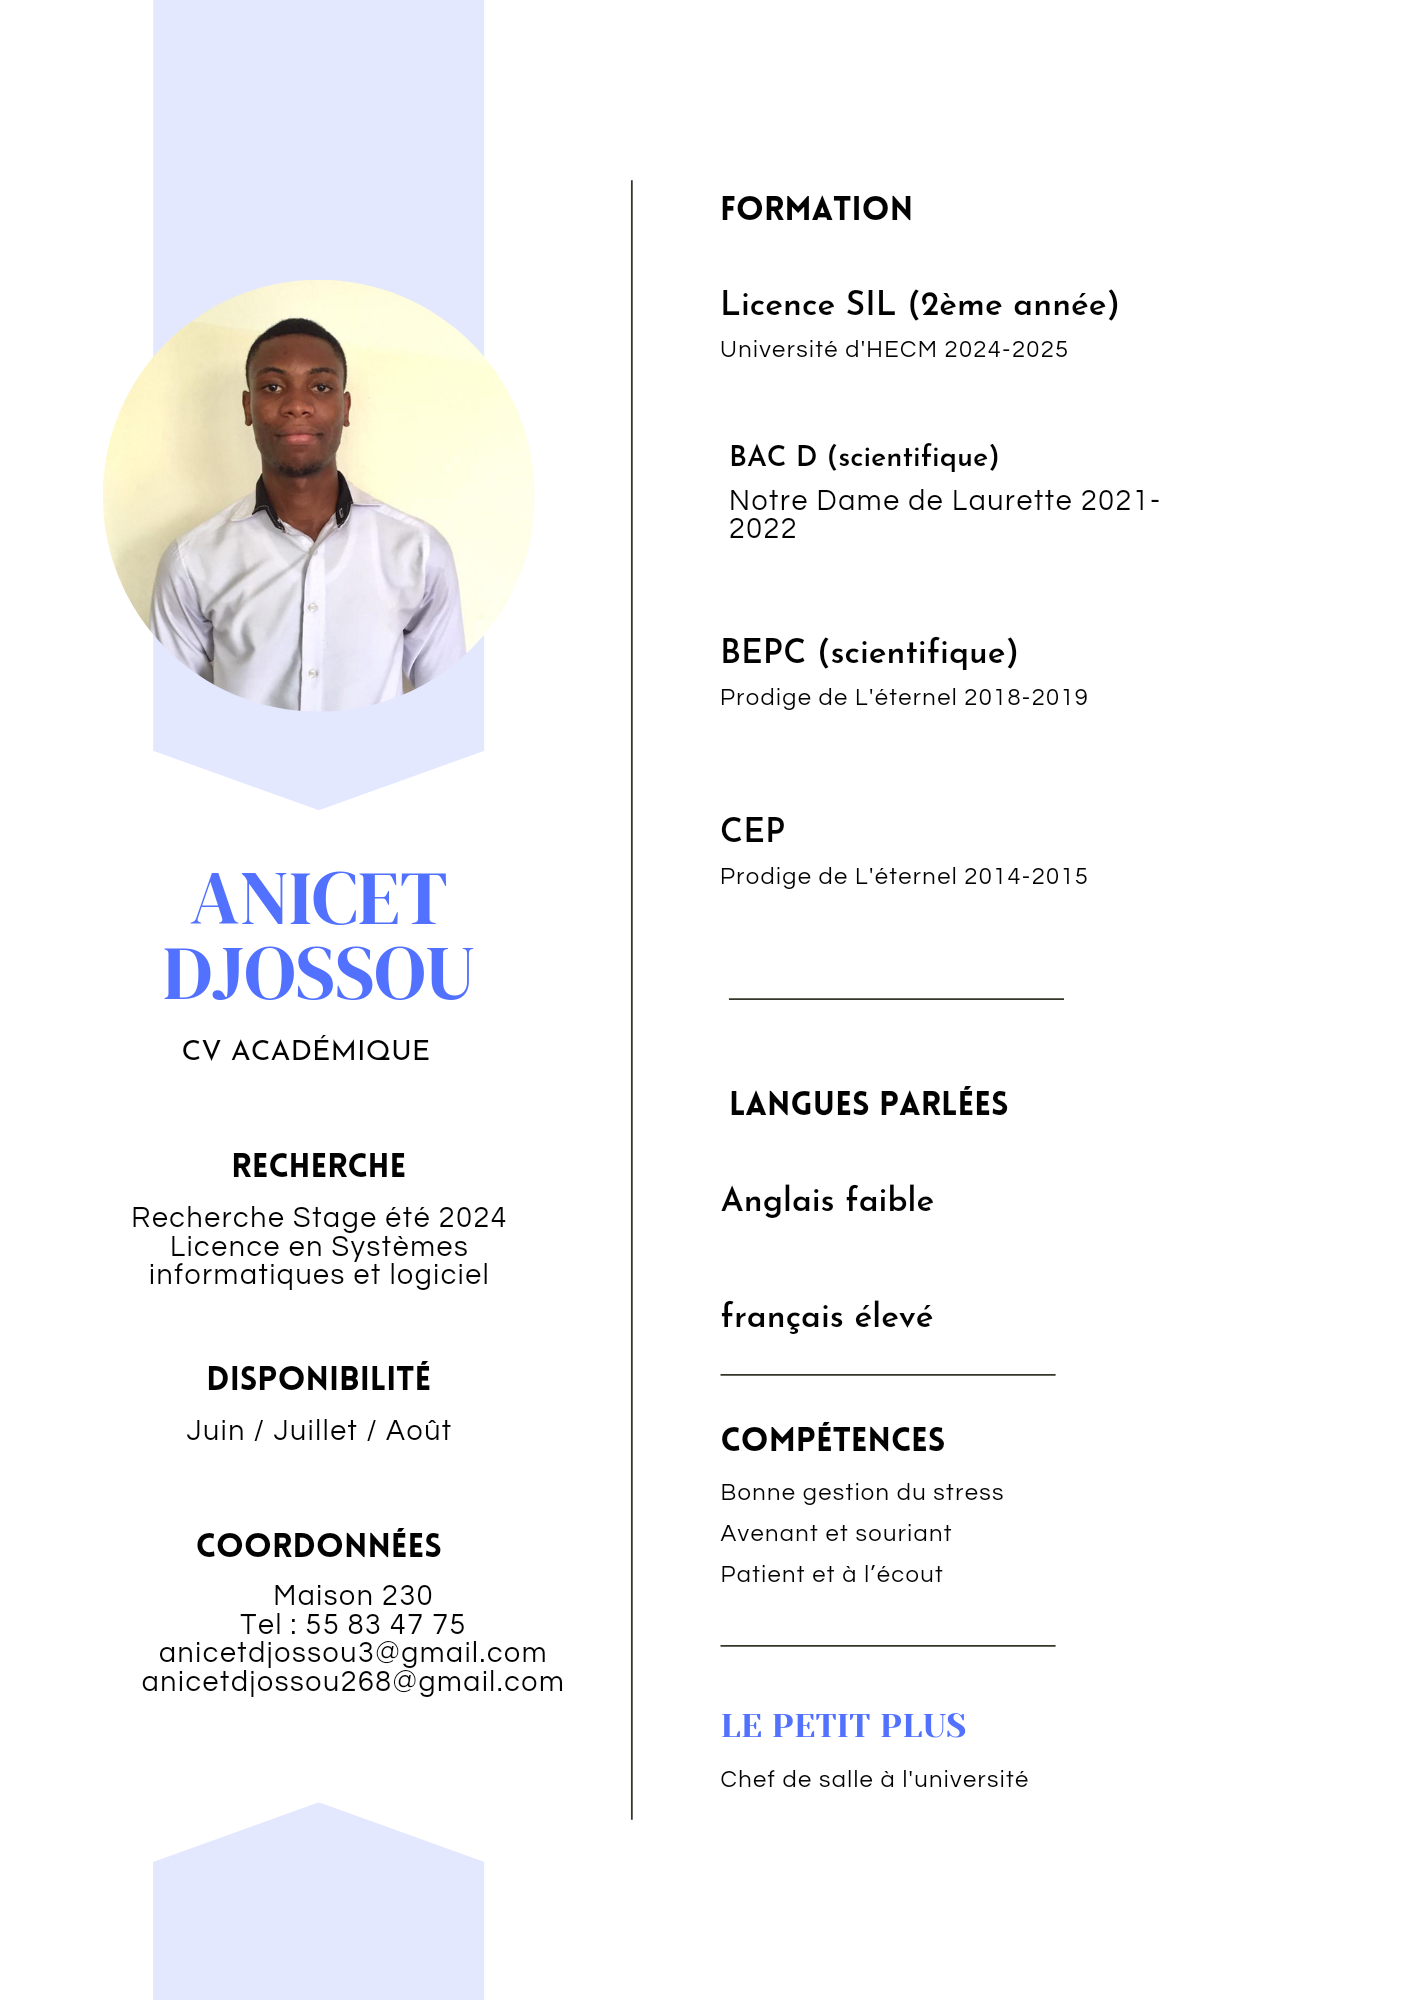 ANICET
DJOSSOU
CV ACADÉMIQUE
RECHERCHE
Recherche Stage été 2024
Licence en Systèmes
informatiques et logiciel
DISPONIBILITÉ
Juin / Juillet / Août
COORDONNÉES
Maison 230
Tel : 55 83 47 75
anicetdjossou3@gmail.com
anicetdjossou268@gmail.com
FORMATION
Licence SIL (2ème année)
Université d'HECM 2024-2025
BAC D (scientifique)
Notre Dame de Laurette 2021-
2022
BEPC (scientifique)
Prodige de L'éternel 2018-2019
CEP
Prodige de L'éternel 2014-2015
LANGUES PARLÉES
Anglais faible
français élevé
COMPÉTENCES
Bonne gestion du stress
Avenant et souriant
Patient et à l’écout
LE PETIT PLUS
Chef de salle à l'université